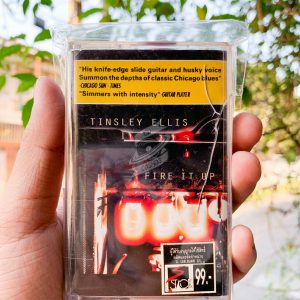 "His knife-edge slide guitar and husky voice
Summon the depths of classic Chicago blues"
-CHICAGO SUN-TIMES
"Simmers with intensity" -GUITAR PLAYER
TINSLEY ELLIS
FIRE IT UP
99.-